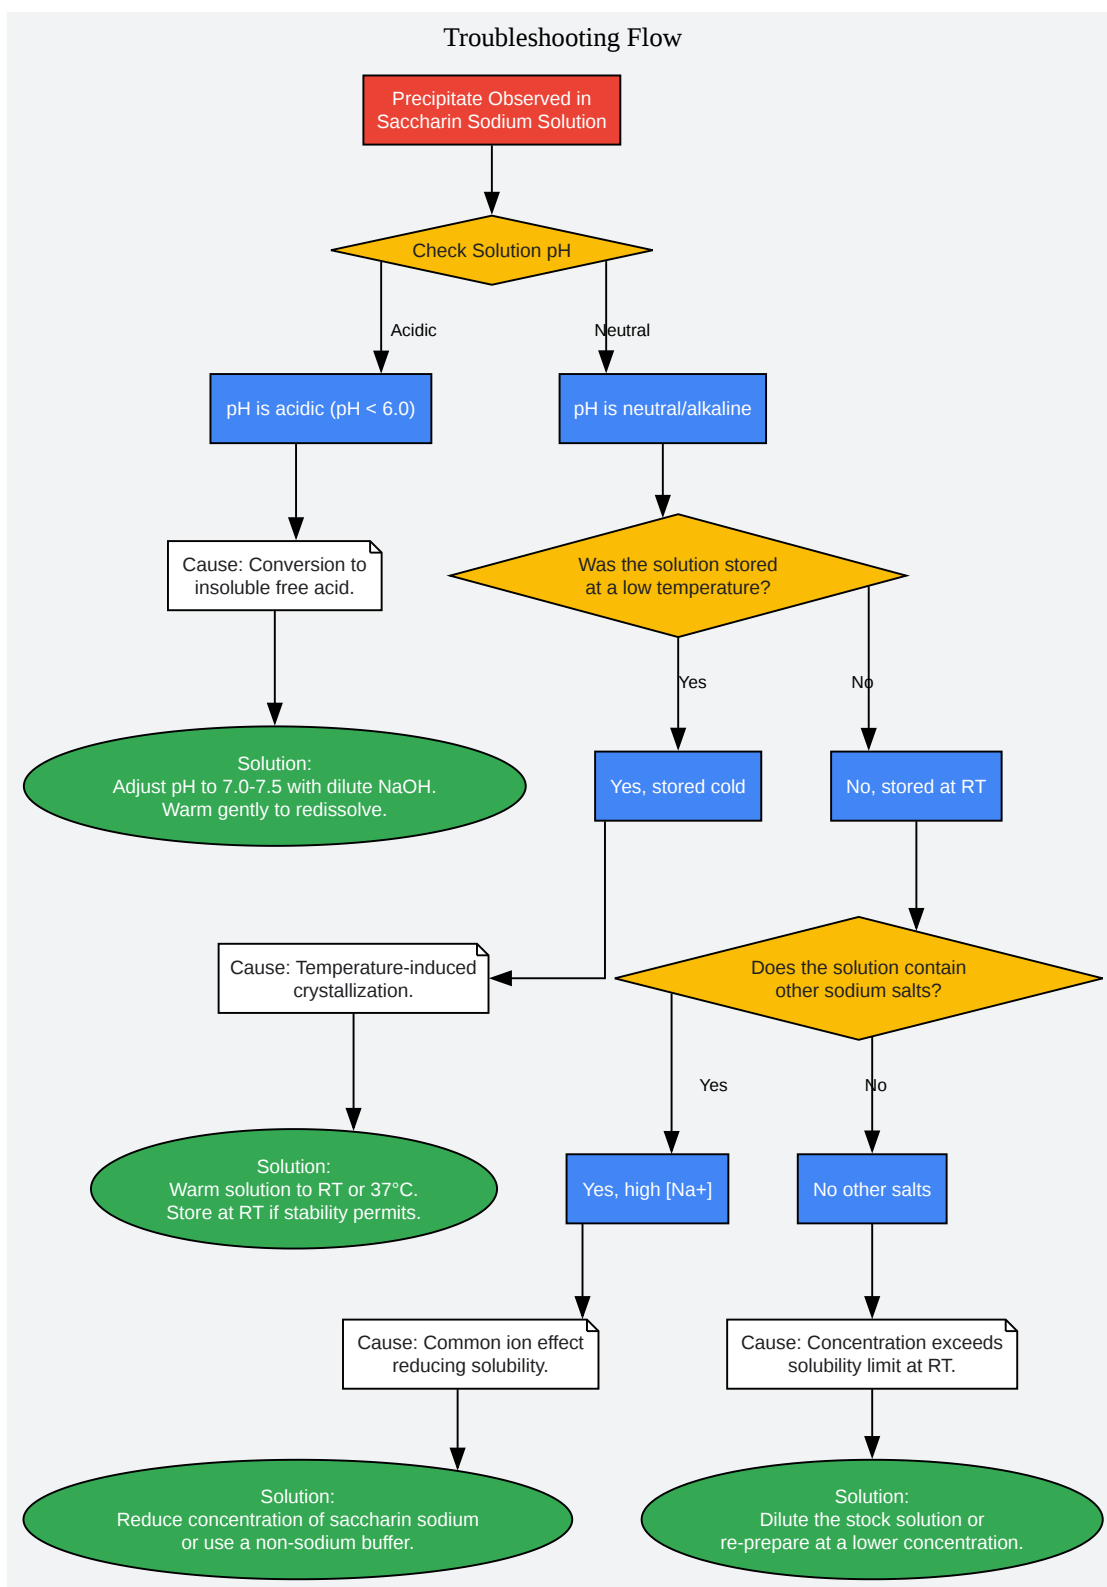 Troubleshooting Flow
Precipitate Observed in
Saccharin Sodium Solution
Check Solution pH
Acidic
Neutral
pH is acidic (pH < 6.0)
pH is neutral/alkaline
Cause: Conversion to
insoluble free acid.
Was the solution stored
at a low temperature?
Yes
No
Solution:
Adjust pH to 7.0-7.5 with dilute NaOH.
Warm gently to redissolve.
Yes, stored cold
No, stored at RT
Cause: Temperature-induced
crystallization.
Does the solution contain
other sodium salts?
Yes
No
Solution:
Warm solution to RT or 37°C.
Store at RT if stability permits.
Yes, high [Na+]
No other salts
Cause: Common ion effect
reducing solubility.
Cause: Concentration exceeds
solubility limit at RT.
Solution:
Reduce concentration of saccharin sodium
or use a non-sodium buffer.
Solution:
Dilute the stock solution or
re-prepare at a lower concentration.